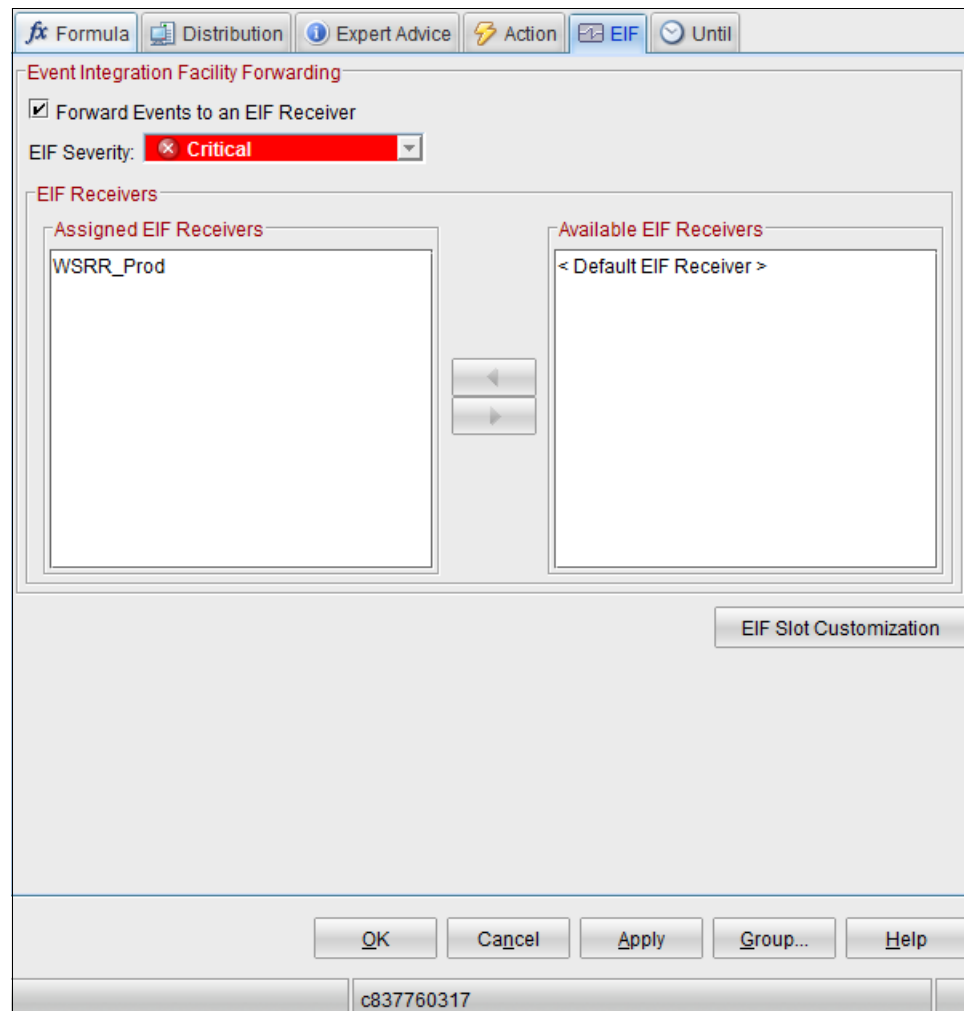 fx Formula Distribution Expert Advice Action EIF Until
Event Integration Facility Forwarding
Forward Events to an EIF Receiver
EIF Severity: Critical
EIF Receivers
Assigned EIF Receivers
WSRR_Prod
Available EIF Receivers
< Default EIF Receiver >
EIF Slot Customization
OK Cancel Apply Group... Help
c837760317